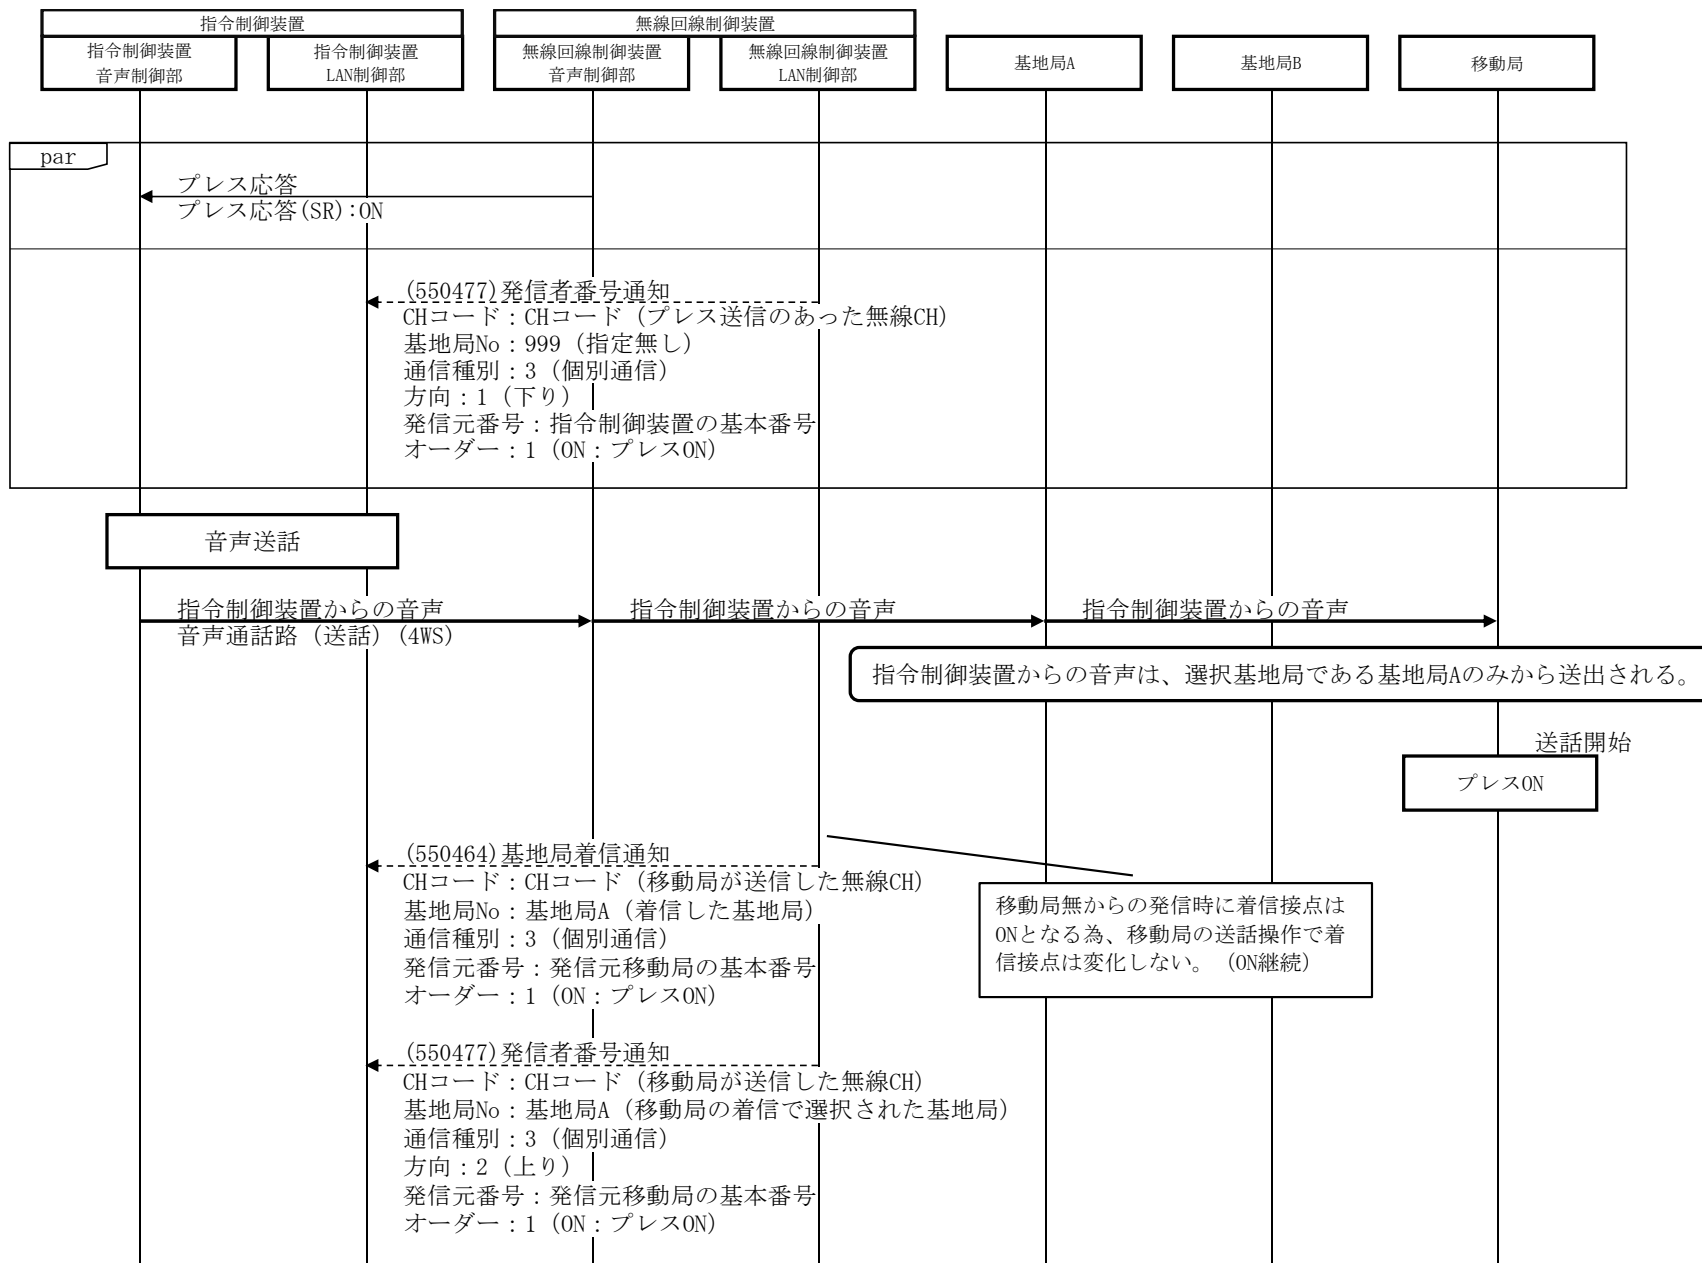 指令制御装置
無線回線制御装置
指令制御装置
音声制御部
指令制御装置
LAN制御部
無線回線制御装置
音声制御部
無線回線制御装置
LAN制御部
基地局A
基地局B
移動局
par
プレス応答
プレス応答(SR):ON
(550477)発信者番号通知
CHコード：CHコード（プレス送信のあった無線CH）
基地局No：999（指定無し）
通信種別：3（個別通信）
方向：1（下り）
発信元番号：指令制御装置の基本番号
オーダー：1（ON：プレスON）
音声送話
指令制御装置からの音声
音声通話路（送話）(4WS)
指令制御装置からの音声
指令制御装置からの音声
指令制御装置からの音声は、選択基地局である基地局Aのみから送出される。
送話開始
プレスON
(550464)基地局着信通知
CHコード：CHコード（移動局が送信した無線CH）
基地局No：基地局A（着信した基地局）
通信種別：3（個別通信）
発信元番号：発信元移動局の基本番号
オーダー：1（ON：プレスON）
移動局無からの発信時に着信接点は
ONとなる為、移動局の送話操作で着
信接点は変化しない。（ON継続）
(550477)発信者番号通知
CHコード：CHコード（移動局が送信した無線CH）
基地局No：基地局A（移動局の着信で選択された基地局）
通信種別：3（個別通信）
方向：2（上り）
発信元番号：発信元移動局の基本番号
オーダー：1（ON：プレスON）